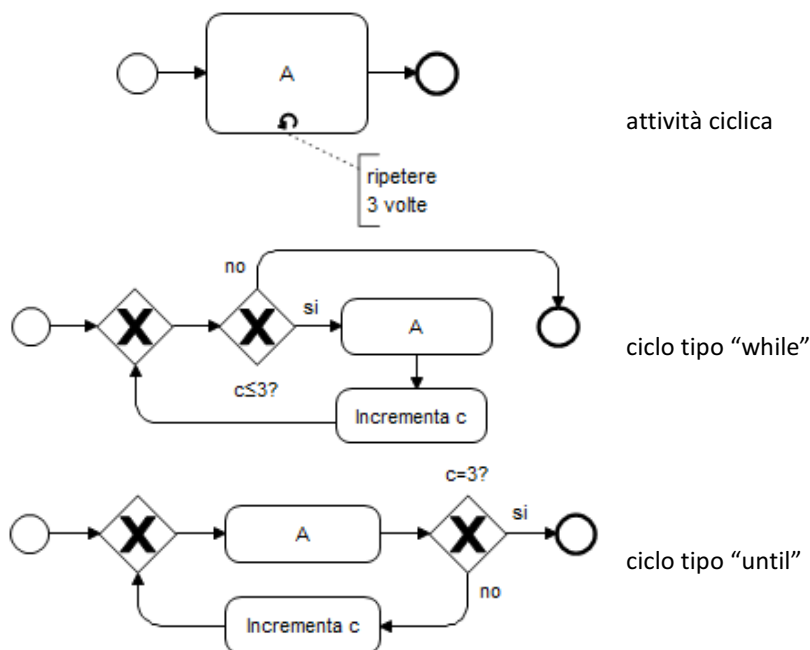 A
attività ciclica
ripetere
3 volte
no
si
A
ciclo tipo “while”
c≤3?
Incrementa c
c=3?
si
A
ciclo tipo “until”
no
Incrementa c